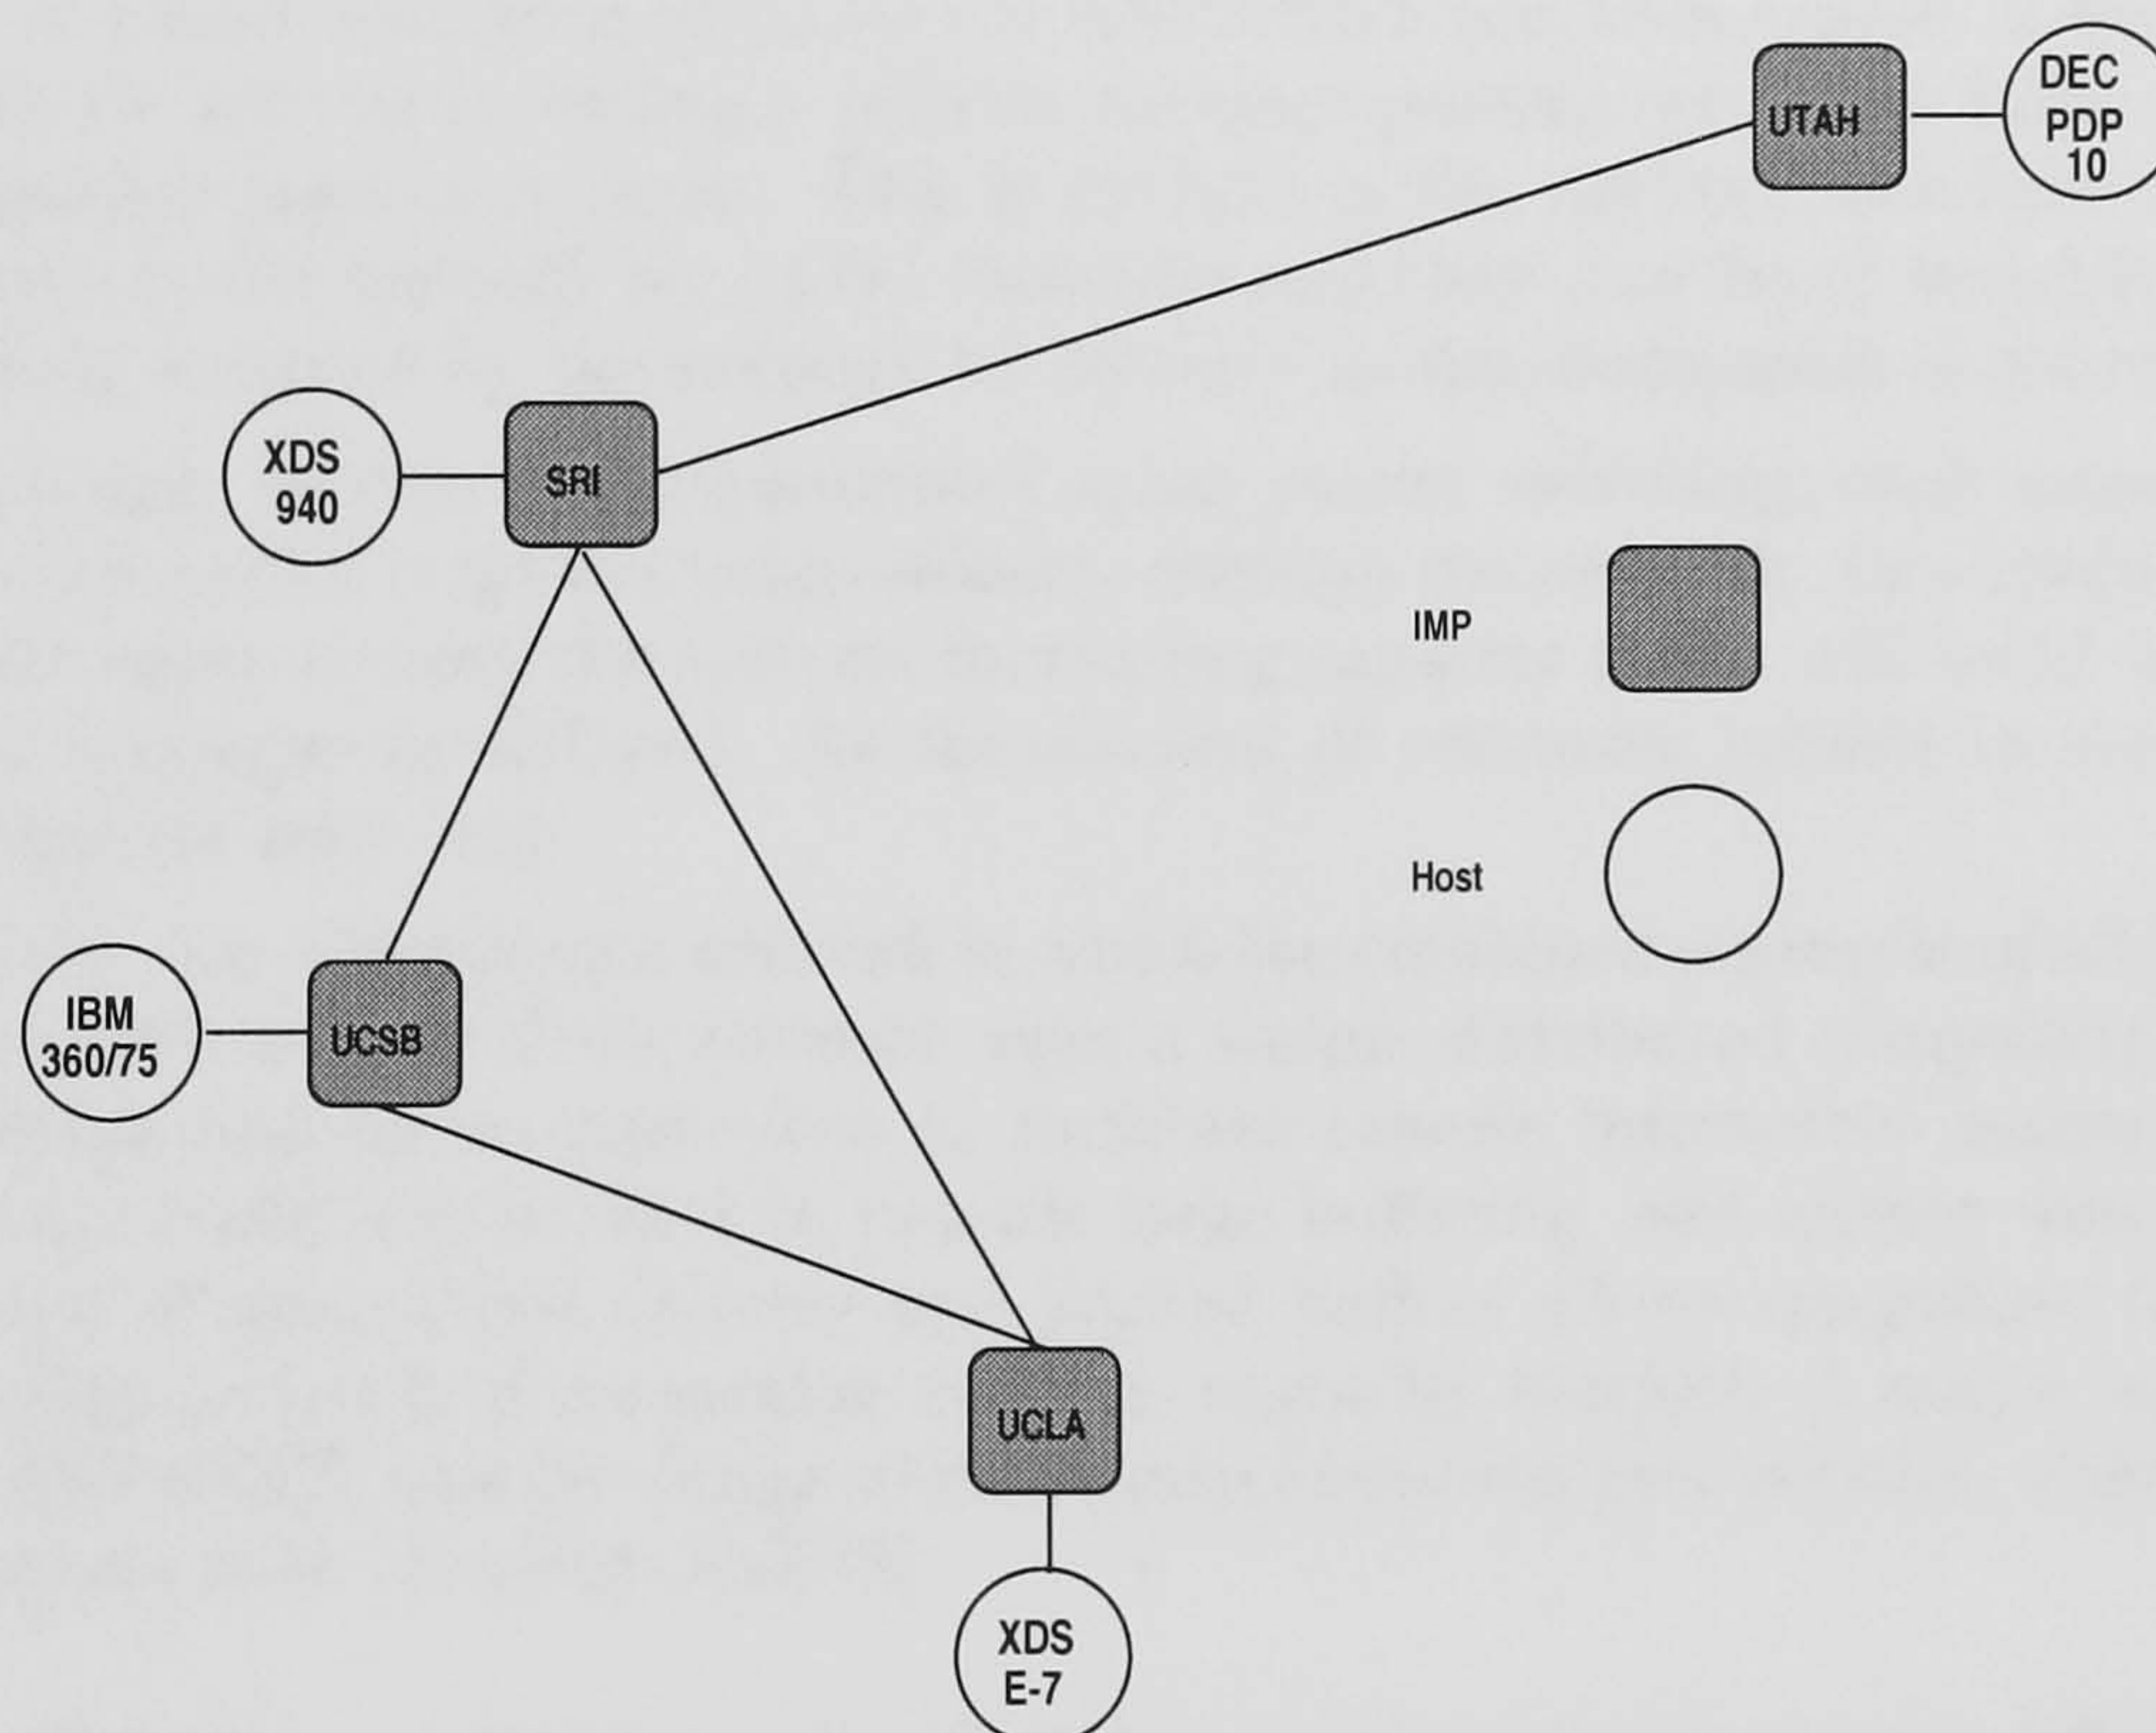 DEC
PDP
10
UTAH
XDS
940
SRI
IMP
Host
IBM
360/75
UCSB
UCLA
XDS
E-7